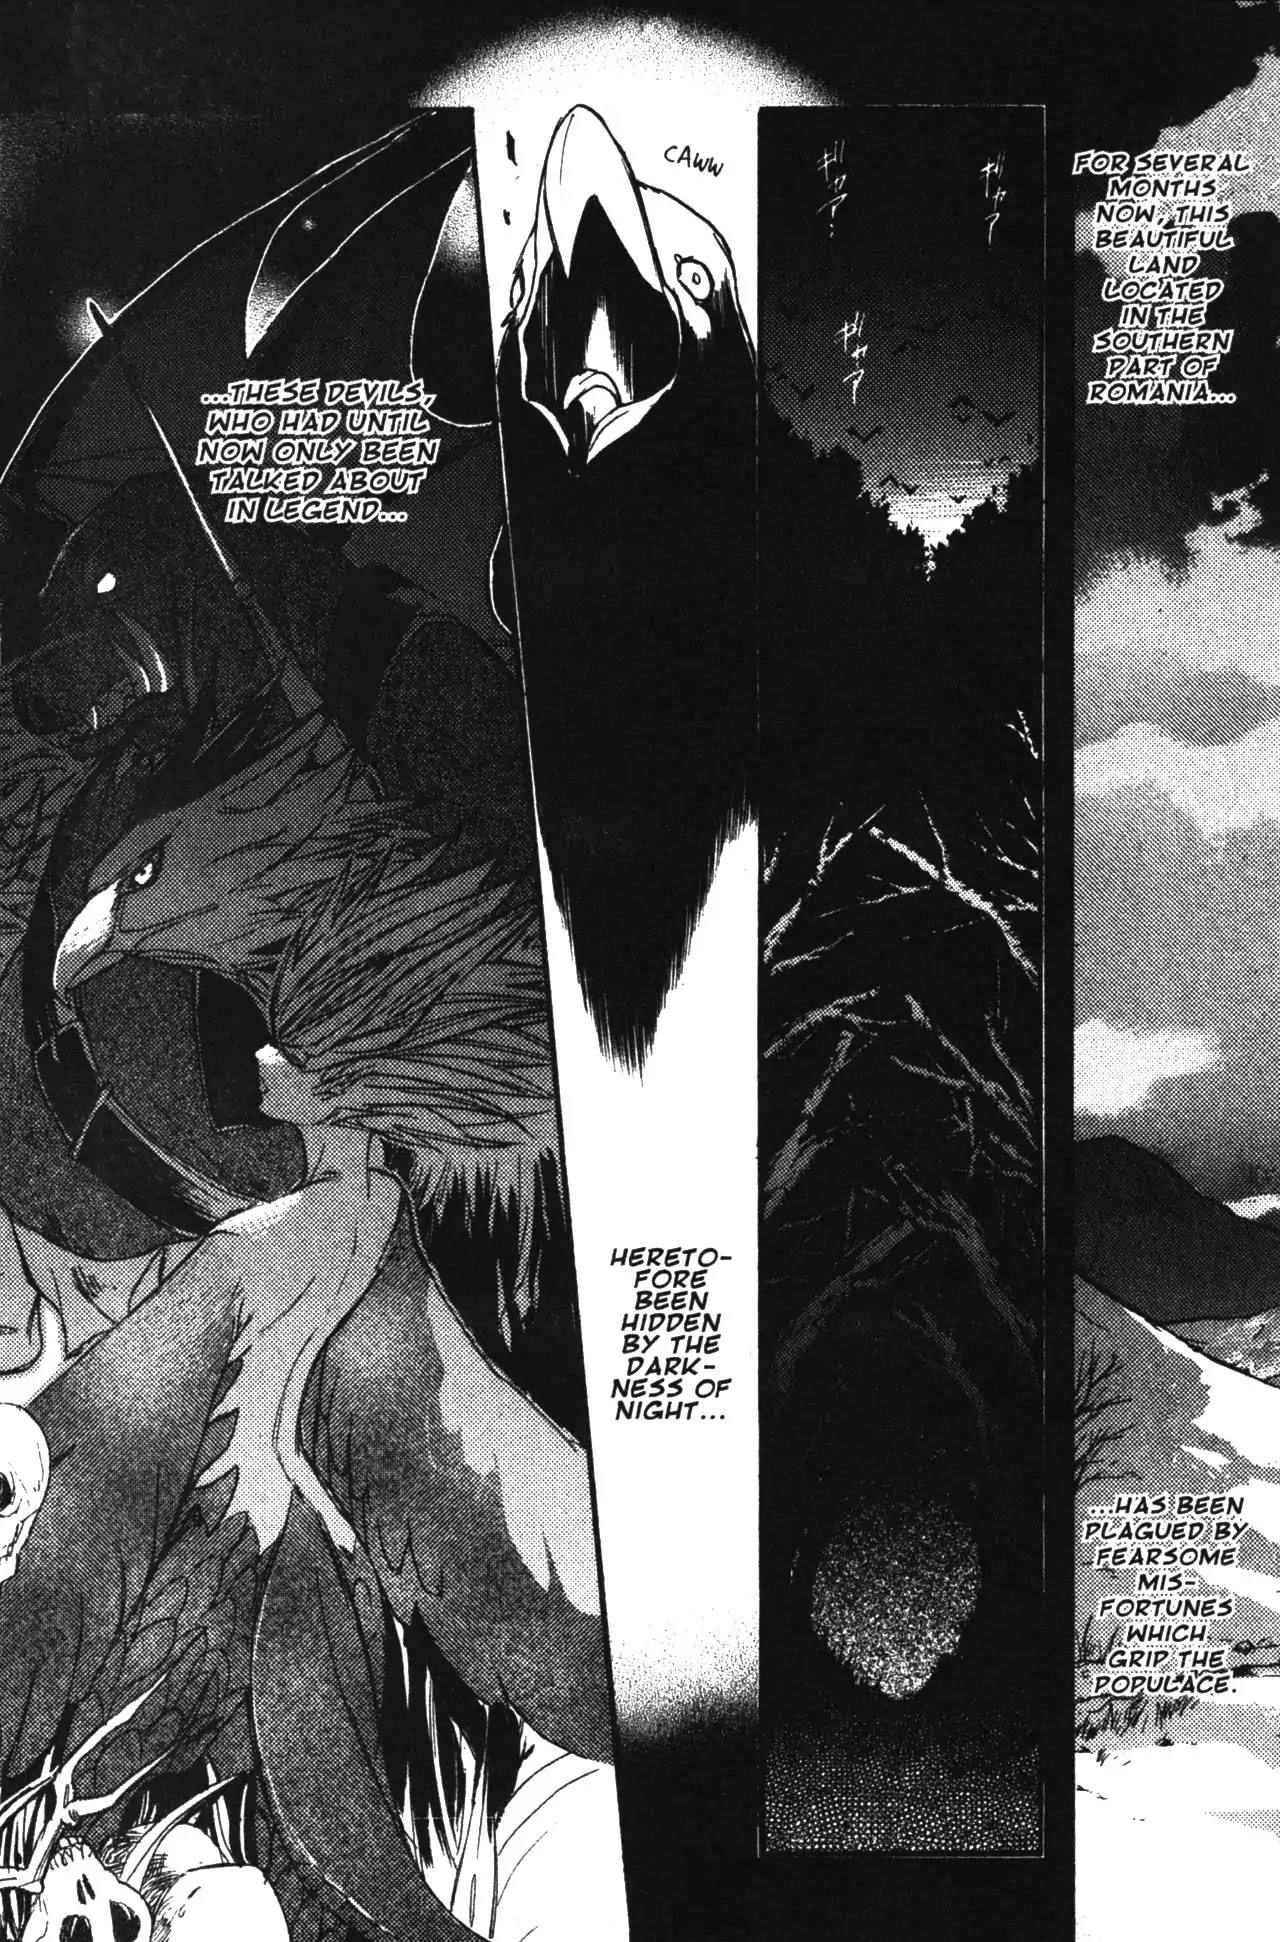 FOR SEVERAL
MONTHS
NOW, THIS
BEAUTIFUL
LAND
LOCATED
IN THE
SOUTHERN
PART OF
ROMANIA...
...HAS BEEN
PLAGUED BY
FEARSOME
MIS-
FORTUNES
WHICH
GRIP THE
POPULACE.
ギャア
ギャア
ギャア
CAWW
HERETO-
FORE
BEEN
HIDDEN
BY THE
DARK-
NESS OF
NIGHT...
...THESE DEVILS,
WHO HAD UNTIL
NOW ONLY BEEN
TALKED ABOUT
IN LEGEND...